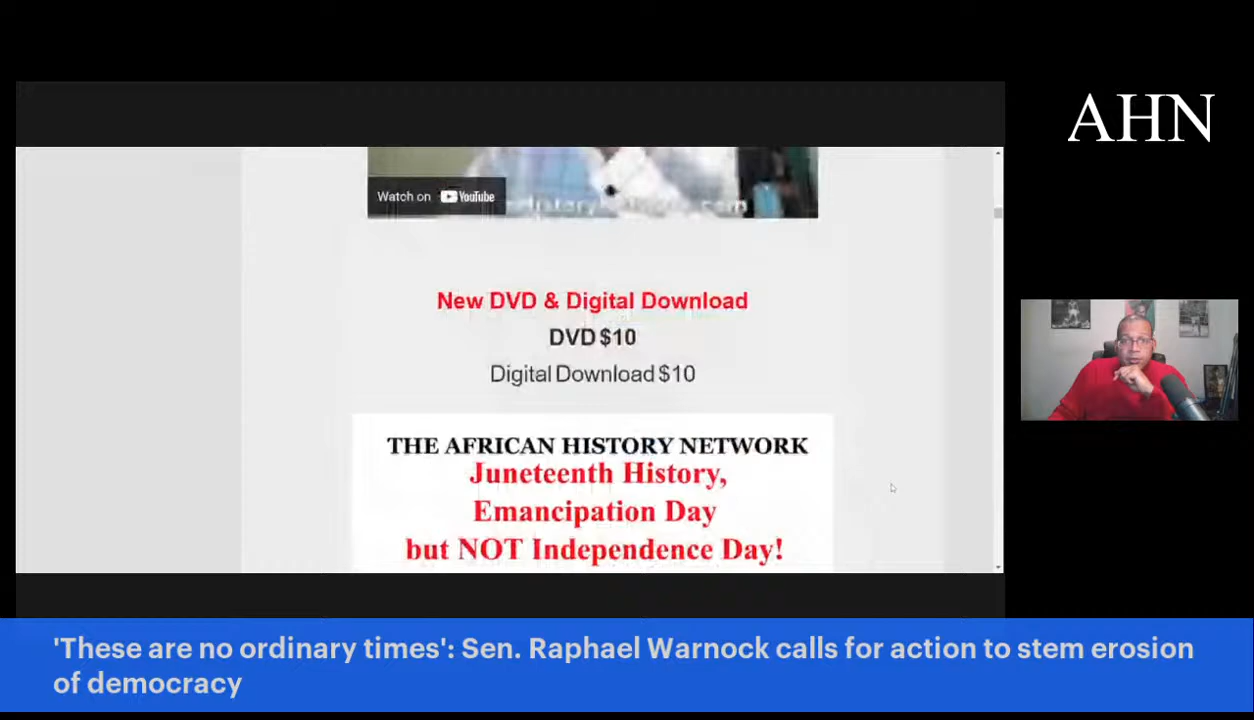 AHN
Watch on YouTube
New DVD & Digital Download
DVD $10
Digital Download $10
THE AFRICAN HISTORY NETWORK
Juneteenth History,
Emancipation Day
but NOT Independence Day!
'These are no ordinary times': Sen. Raphael Warnock calls for action to stem erosion
of democracy